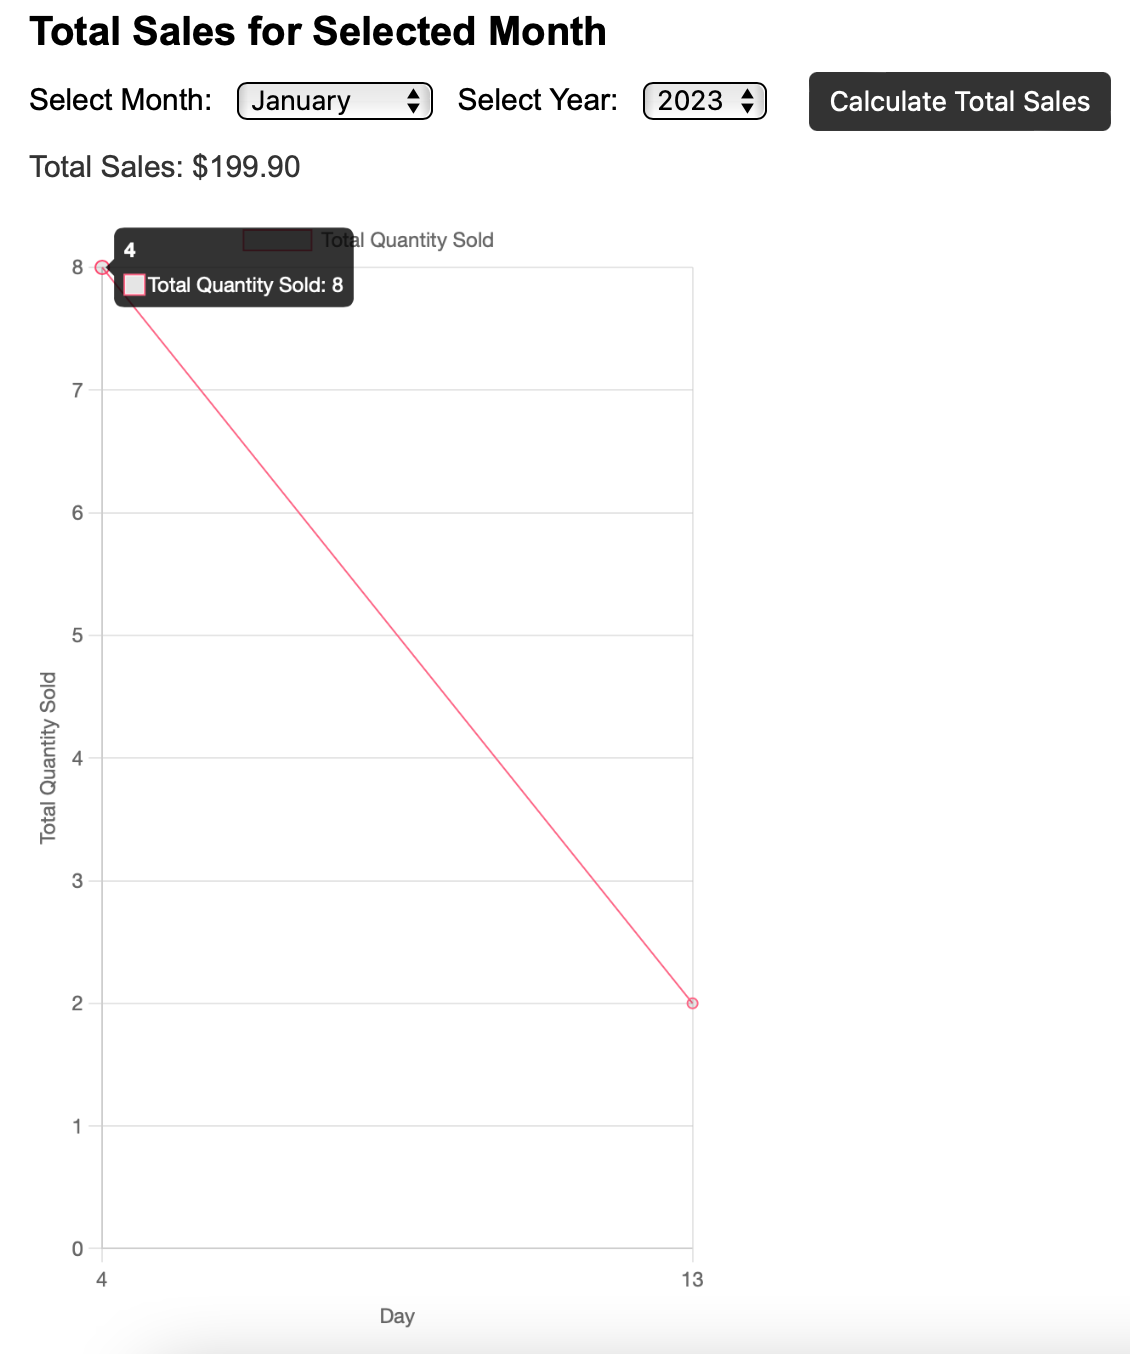 Total Sales for Selected Month
Select Month: January Select Year: 2023 Calculate Total Sales
Total Sales: $199.90
Total Quantity Sold
4
Total Quantity Sold: 8
8
7
6
5
4
3
2
1
0
Total Quantity Sold
4 13
Day